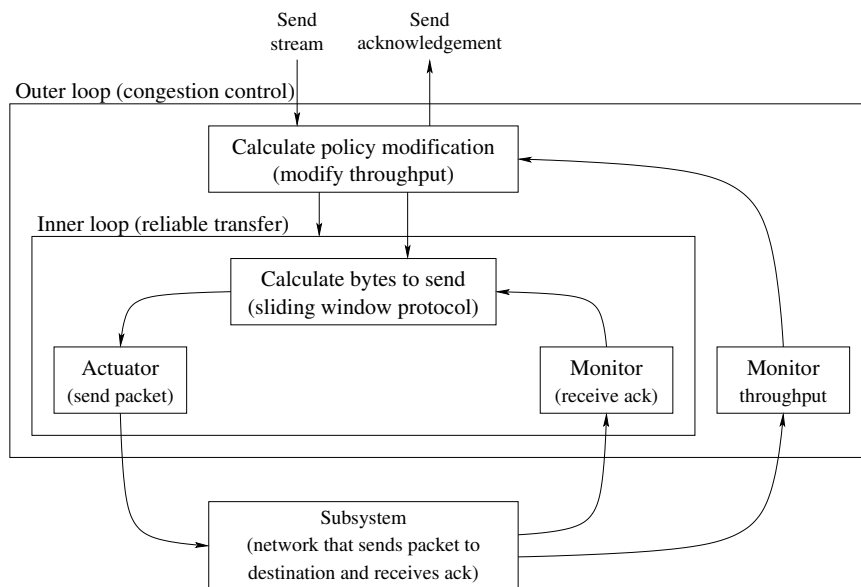 Send
stream
Send
acknowledgement
Outer loop (congestion control)
Calculate policy modification
(modify throughput)
Inner loop (reliable transfer)
Calculate bytes to send
(sliding window protocol)
Actuator
(send packet)
Monitor
(receive ack)
Monitor
throughput
Subsystem
(network that sends packet to
destination and receives ack)